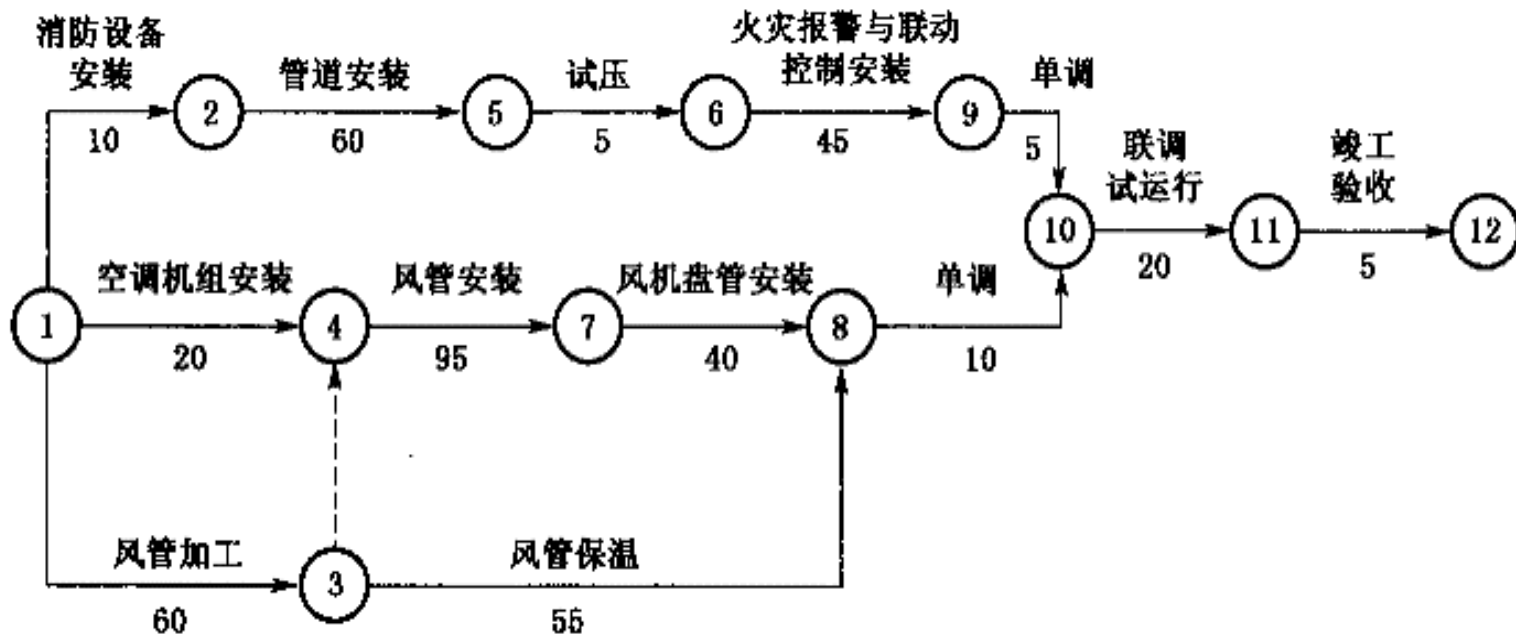 消防设备
安装
10
2
管道安装
60
5
试压
5
6
火灾报警与联动
控制安装
45
9
单调
5
10
联调
试运行
20
11
竣工
验收
5
12
1
空调机组安装
20
4
风管安装
95
7
风机盘管安装
40
8
单调
10
风管加工
60
3
风管保温
55